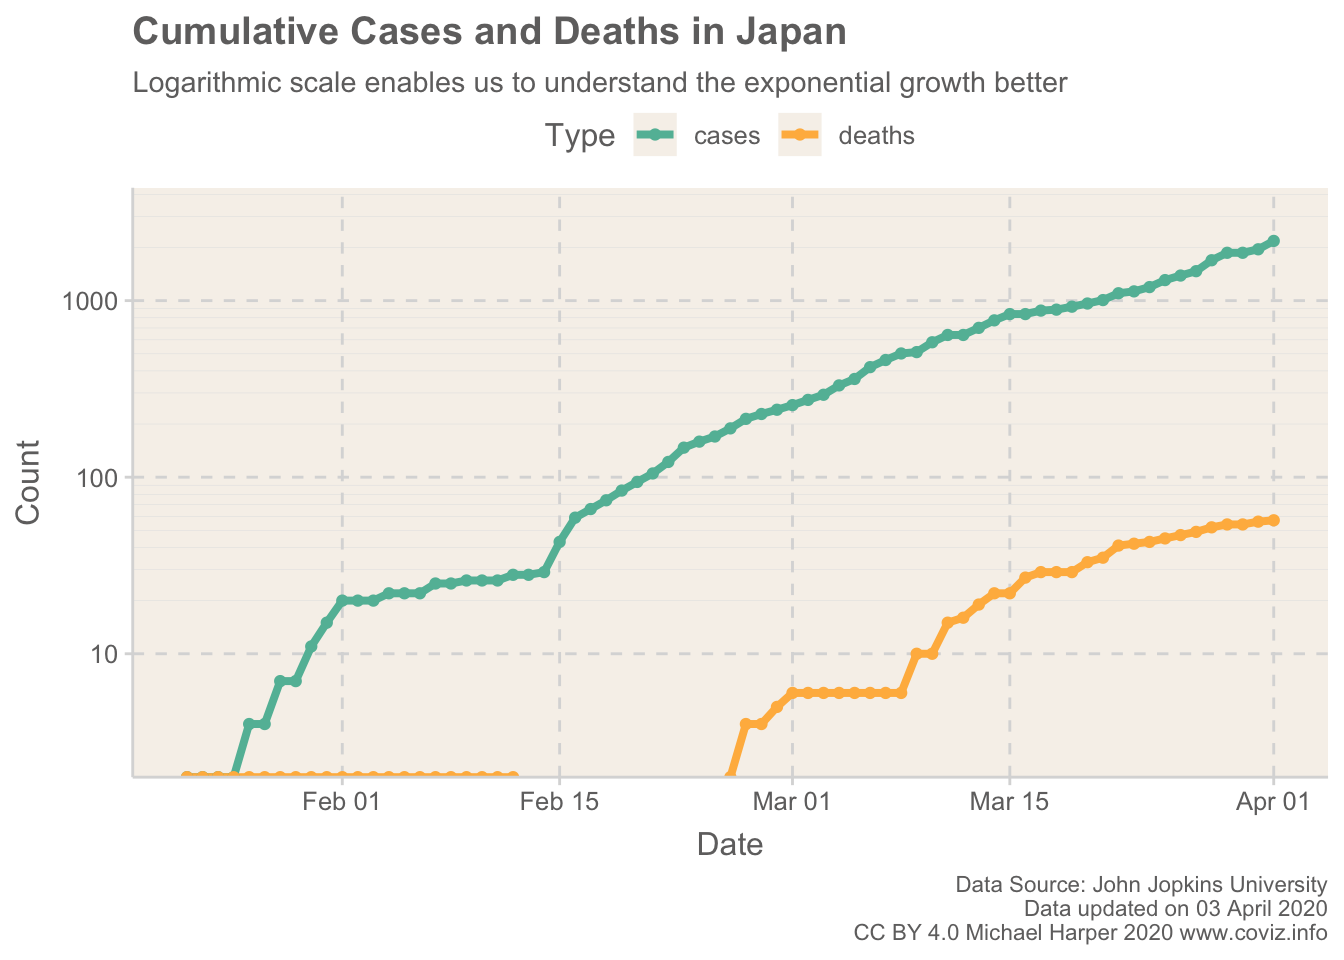 Cumulative Cases and Deaths in Japan
Logarithmic scale enables us to understand the exponential growth better
Type cases deaths
1000
100
10
Count
Feb 01 Feb 15 Mar 01 Mar 15 Apr 01
Date
Data Source: John Jopkins University
Data updated on 03 April 2020
CC BY 4.0 Michael Harper 2020 www.coviz.info